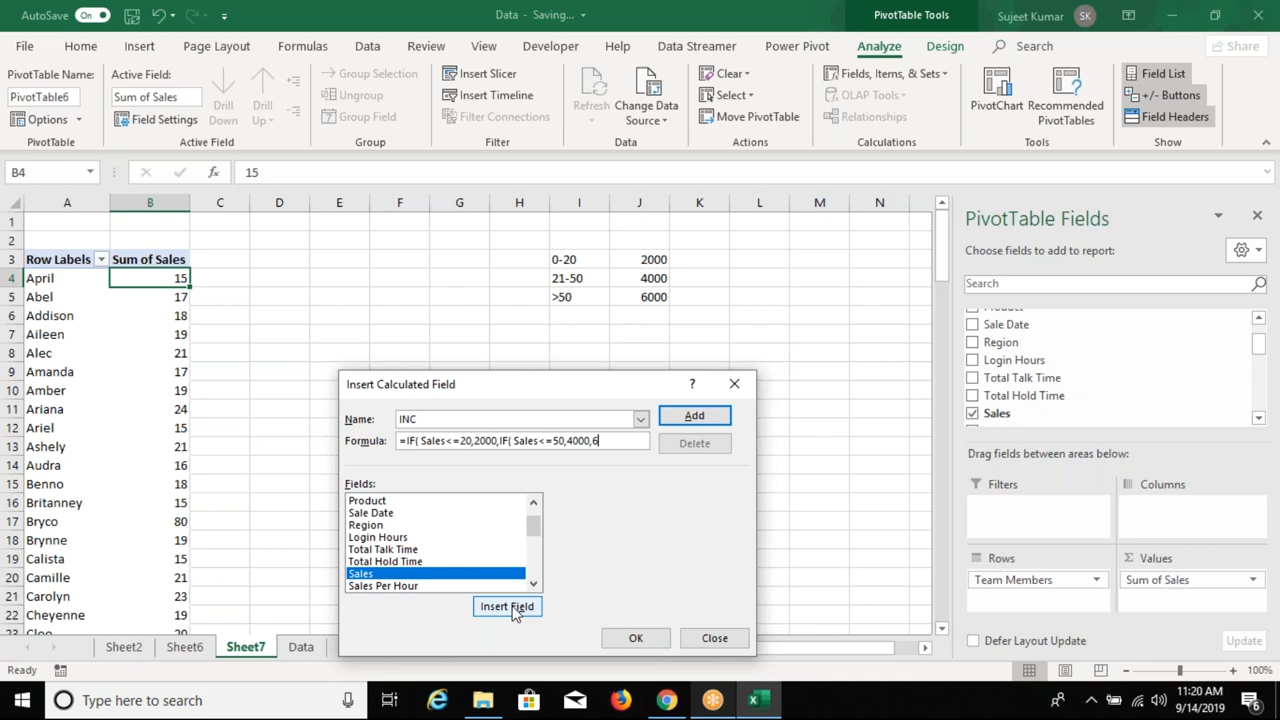 AutoSave On
Data - Saving...
PivotTable Tools
Sujeet Kumar SK
File Home Insert Page Layout Formulas Data Review View Developer Help Data Streamer Power Pivot Analyze Design Search Share
PivotTable Name:
PivotTable6
Options
PivotTable
Active Field:
Sum of Sales
Field Settings
Drill Down
Drill Up
Active Field
Group Selection
Ungroup
Group Field
Group
Insert Slicer
Insert Timeline
Filter Connections
Filter
Refresh
Change Data Source
Data
Clear
Select
Move PivotTable
Actions
Fields, Items, & Sets
OLAP Tools
Relationships
Calculations
PivotChart
Recommended PivotTables
Tools
Field List
+/- Buttons
Field Headers
Show
B4 fx 15
A B C D E F G H I J K L M N
1
2
3 Row Labels Sum of Sales 0-20 2000
4 April 15 21-50 4000
5 Abel 17 >50 6000
6 Addison 18
7 Aileen 19
8 Alec 21
9 Amanda 17
10 Amber 19
11 Ariana 24
12 Ariel 15
13 Ashely 21
14 Audra 16
15 Benno 18
16 Britanney 15
17 Bryco 80
18 Brynne 19
19 Calista 15
20 Camille 21
21 Carolyn 23
22 Cheyenne 19
Insert Calculated Field ?
Name: INC Add
Formula: =IF( Sales<=20,2000,IF( Sales<=50,4000,6 Delete
Fields:
Product
Sale Date
Region
Login Hours
Total Talk Time
Total Hold Time
Sales
Sales Per Hour
Insert Field
OK Close
PivotTable Fields
Choose fields to add to report:
Search
Sale Date
Region
Login Hours
Total Talk Time
Total Hold Time
Sales
Drag fields between areas below:
Filters Columns
Rows Σ Values
Team Members Sum of Sales
Defer Layout Update Update
Sheet2 Sheet6 Sheet7 Data
Ready 100%
Type here to search
11:20 AM
9/14/2019
6